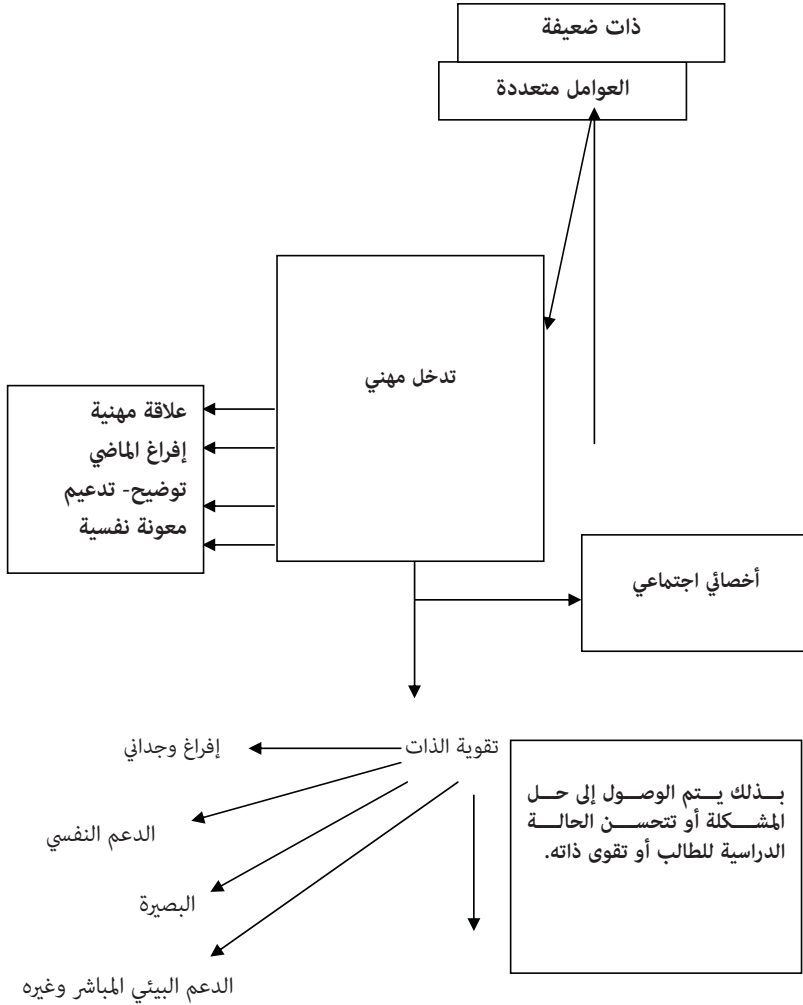 ذات ضعيفة
العوامل متعددة
تدخل مهني
علاقة مهنية
إفراغ الماضي
توضيح- تدعيم
معونة نفسية
أخصائي اجتماعي
تقوية الذات
إفراغ وجداني
الدعم النفسي
البصيرة
الدعم البيئي المباشر وغيره
بـذلك يـتم الوصـول إلى حـل
المشـكلة أو تتحسـن الحالـة
الدراسية للطالب أو تقوى ذاته.